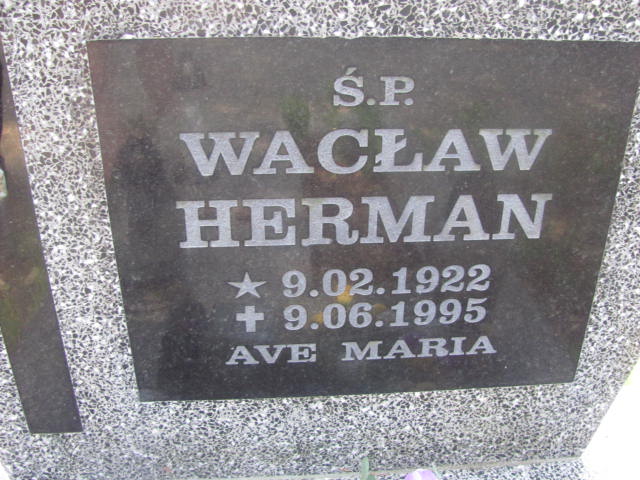 Ś.P.
WACŁAW
HERMAN
★ 9.02.1922
✝ 9.06.1995
AVE MARIA